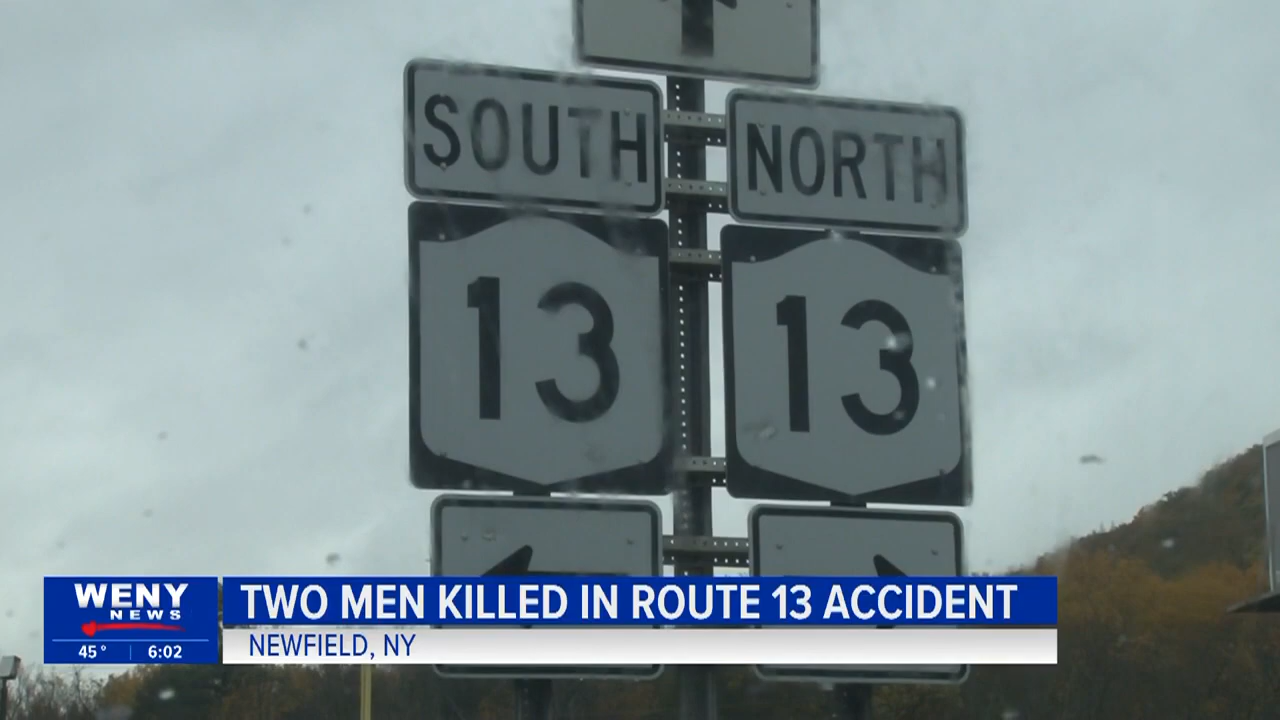 SOUTH
NORTH
13
13
WENY
NEWS
45° 6:02
TWO MEN KILLED IN ROUTE 13 ACCIDENT
NEWFIELD, NY